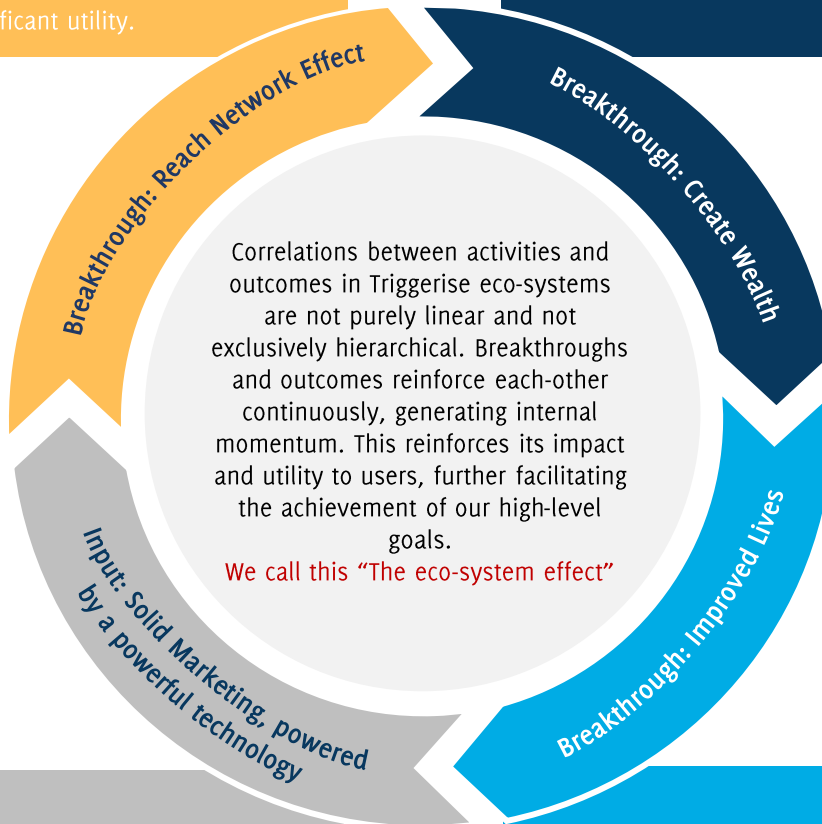 ficant utility.
Breakthrough: Reach Network Effect
Breakthrough: Create Wealth
Correlations between activities and
outcomes in Triggerise eco-systems
are not purely linear and not
exclusively hierarchical. Breakthroughs
and outcomes reinforce each-other
continuously, generating internal
momentum. This reinforces its impact
and utility to users, further facilitating
the achievement of our high-level
goals.
We call this “The eco-system effect”
Breakthrough: Improved Lives
Input: Solid Marketing, powered
by a powerful technology